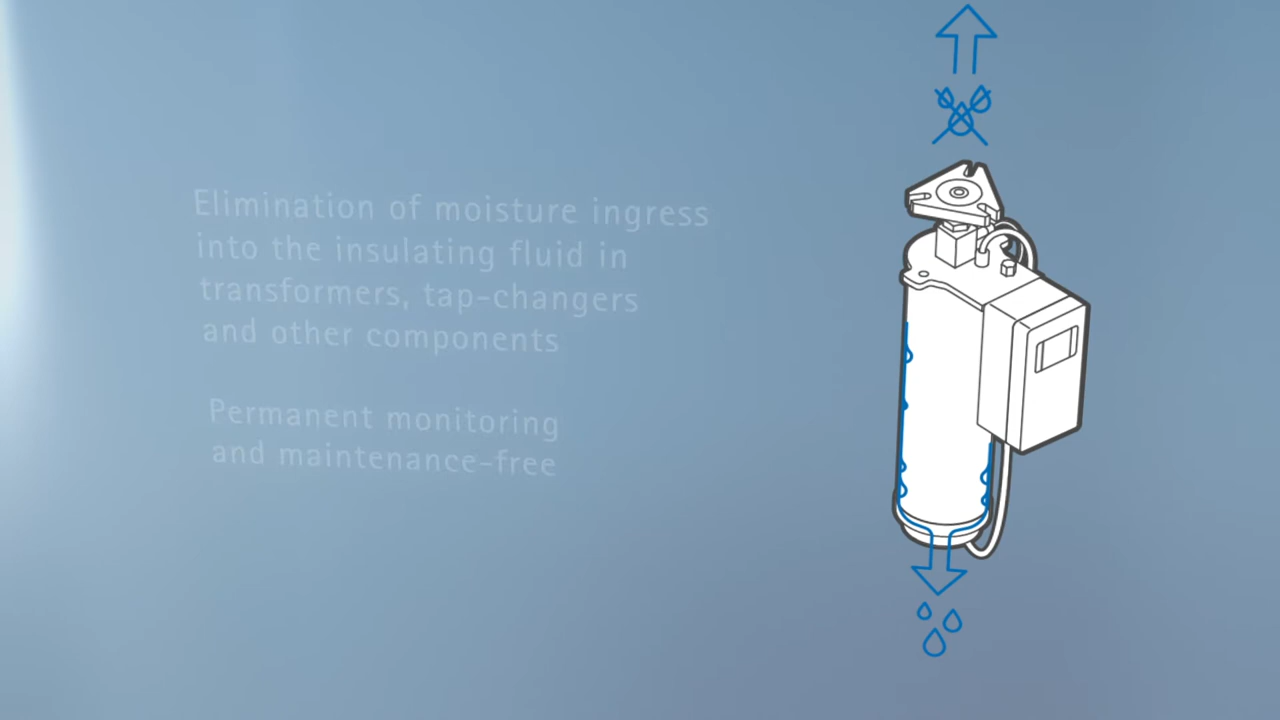 Elimination of moisture ingress
into the insulating fluid in
transformers, tap-changers
and other components
Permanent monitoring
and maintenance-free